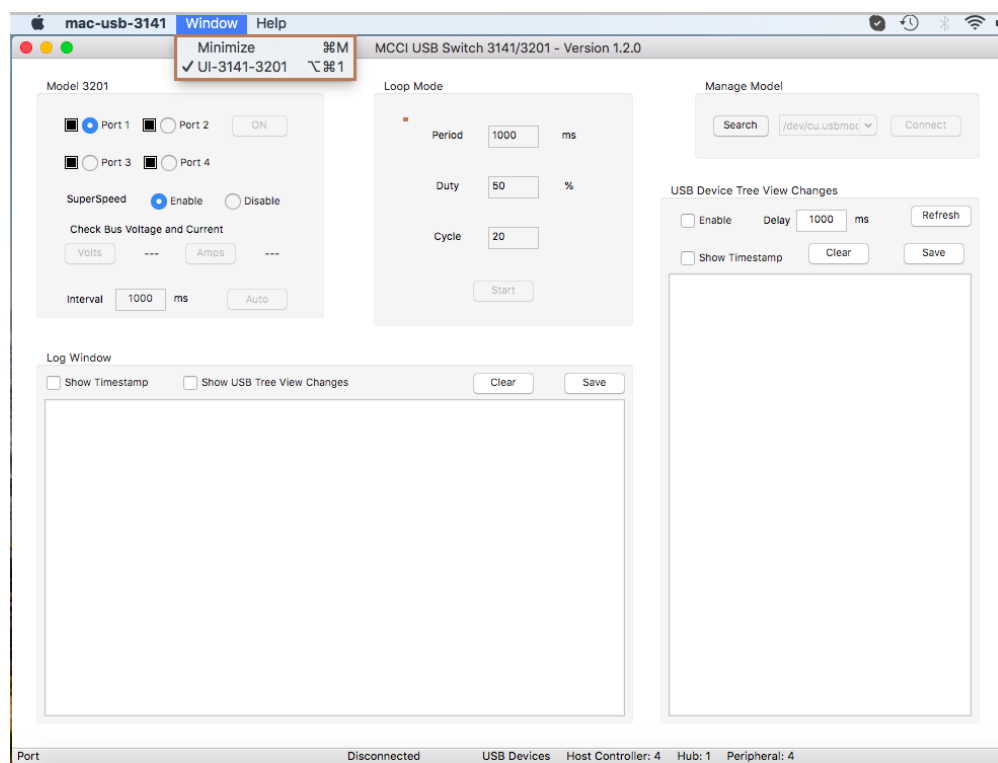 mac-usb-3141 Window Help
Minimize ⌘M
✓ UI-3141-3201 ⌥⌘1
MCCI USB Switch 3141/3201 - Version 1.2.0
Model 3201
Port 1 Port 2 ON
Port 3 Port 4
SuperSpeed Enable Disable
Check Bus Voltage and Current
Volts --- Amps ---
Interval 1000 ms Auto
Loop Mode
Period 1000 ms
Duty 50 %
Cycle 20
Start
Manage Model
Search /dev/cu.usbmo Connect
USB Device Tree View Changes
Enable Delay 1000 ms Refresh
Show Timestamp Clear Save
Log Window
Show Timestamp Show USB Tree View Changes Clear Save
Port Disconnected USB Devices Host Controller: 4 Hub: 1 Peripheral: 4